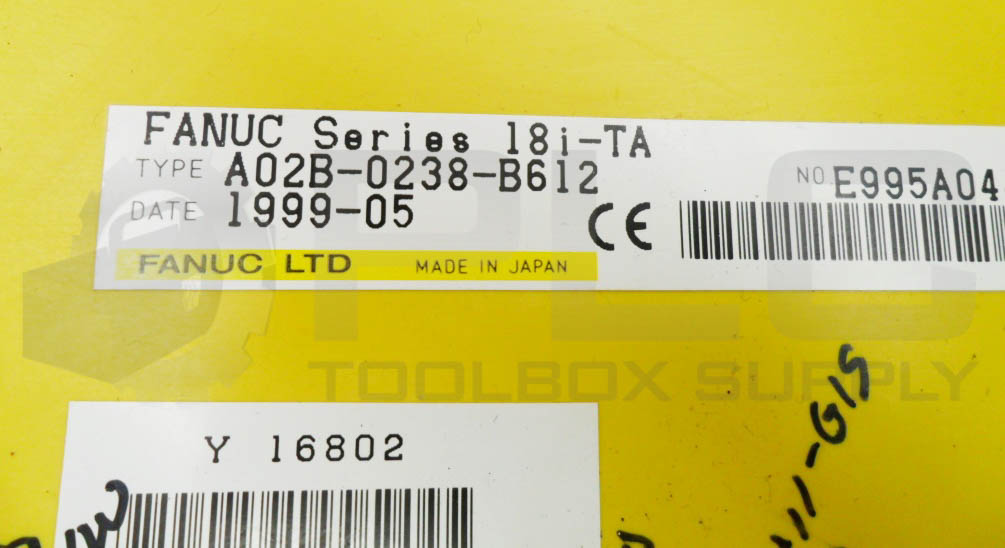 FANUC Series 18i-TA
TYPE A02B-0238-B612
NO. E995A04
DATE 1999-05
CE
FANUC LTD MADE IN JAPAN
PLC
TOOLBOX SUPPLY
Y 16802